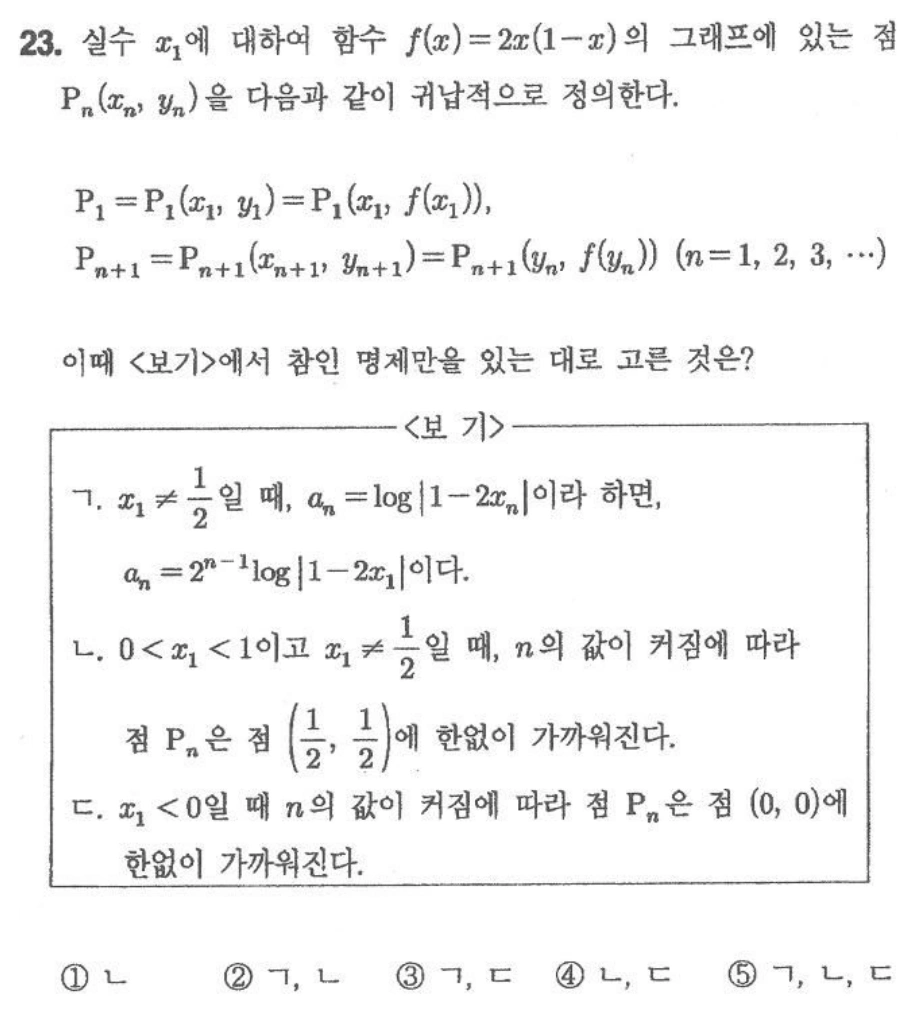 23. 실수 x₁에 대하여 함수 f(x)=2x(1−x)의 그래프에 있는 점
Pₙ(xₙ, yₙ)을 다음과 같이 귀납적으로 정의한다.
P₁=P₁(x₁, y₁)=P₁(x₁, f(x₁)),
Pₙ₊₁=Pₙ₊₁(xₙ₊₁, yₙ₊₁)=Pₙ₊₁(yₙ, f(yₙ)) (n=1, 2, 3, ⋯)
이때 <보기>에서 참인 명제만을 있는 대로 고른 것은?
<보 기>
ㄱ. x₁≠1/2일 때, aₙ=log|1−2xₙ|이라 하면,
aₙ=2ⁿ⁻¹log|1−2x₁|이다.
ㄴ. 0<x₁<1이고 x₁≠1/2일 때, n의 값이 커짐에 따라
점 Pₙ은 점 (1/2, 1/2)에 한없이 가까워진다.
ㄷ. x₁<0일 때 n의 값이 커짐에 따라 점 Pₙ은 점 (0, 0)에
한없이 가까워진다.
① ㄴ ② ㄱ, ㄴ ③ ㄱ, ㄷ ④ ㄴ, ㄷ ⑤ ㄱ, ㄴ, ㄷ